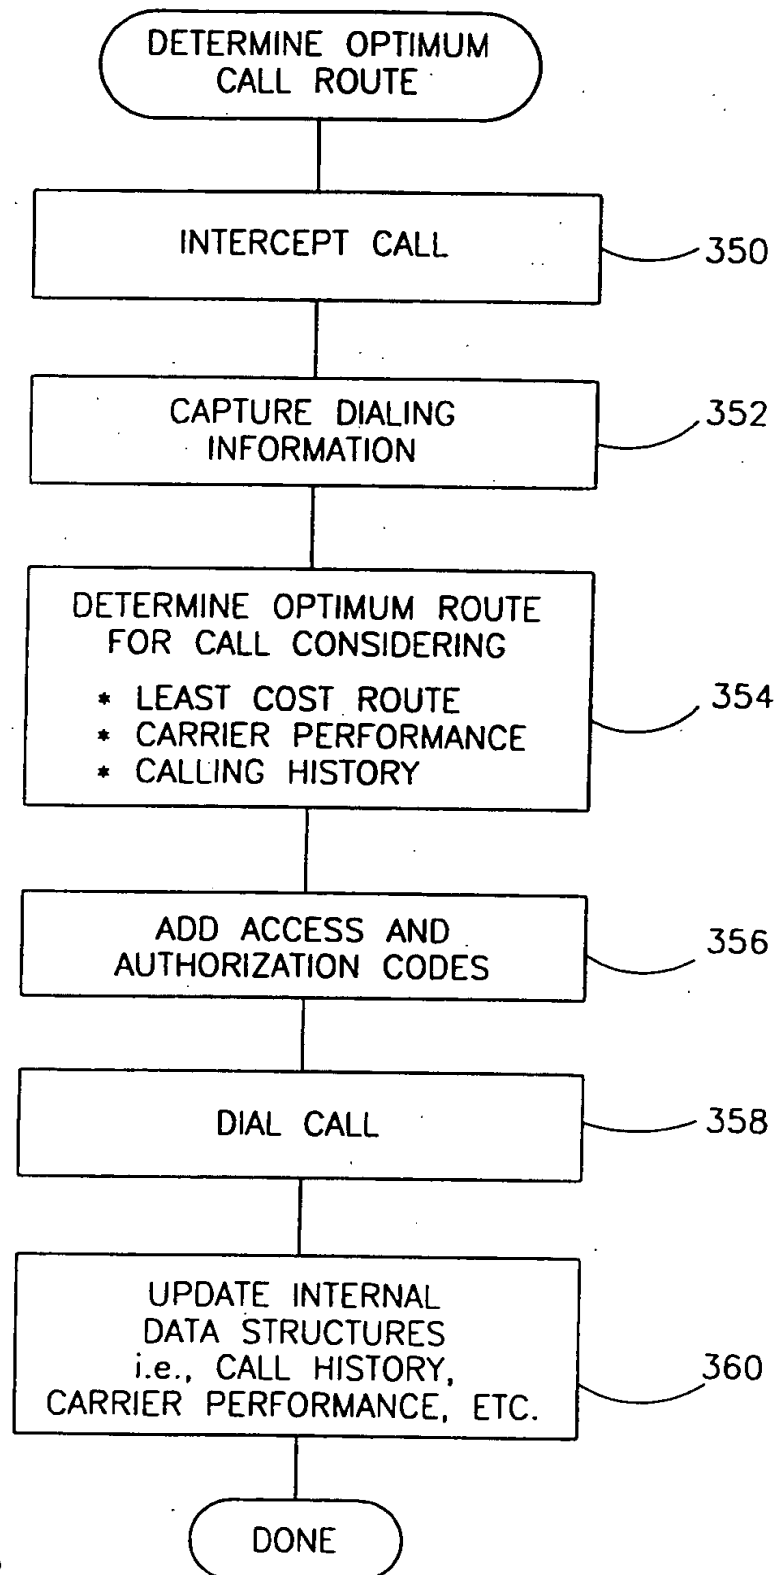 DETERMINE OPTIMUM
CALL ROUTE
INTERCEPT CALL
350
CAPTURE DIALING
INFORMATION
352
DETERMINE OPTIMUM ROUTE
FOR CALL CONSIDERING
* LEAST COST ROUTE
* CARRIER PERFORMANCE
* CALLING HISTORY
354
ADD ACCESS AND
AUTHORIZATION CODES
356
DIAL CALL
358
UPDATE INTERNAL
DATA STRUCTURES
i.e., CALL HISTORY,
CARRIER PERFORMANCE, ETC.
360
DONE